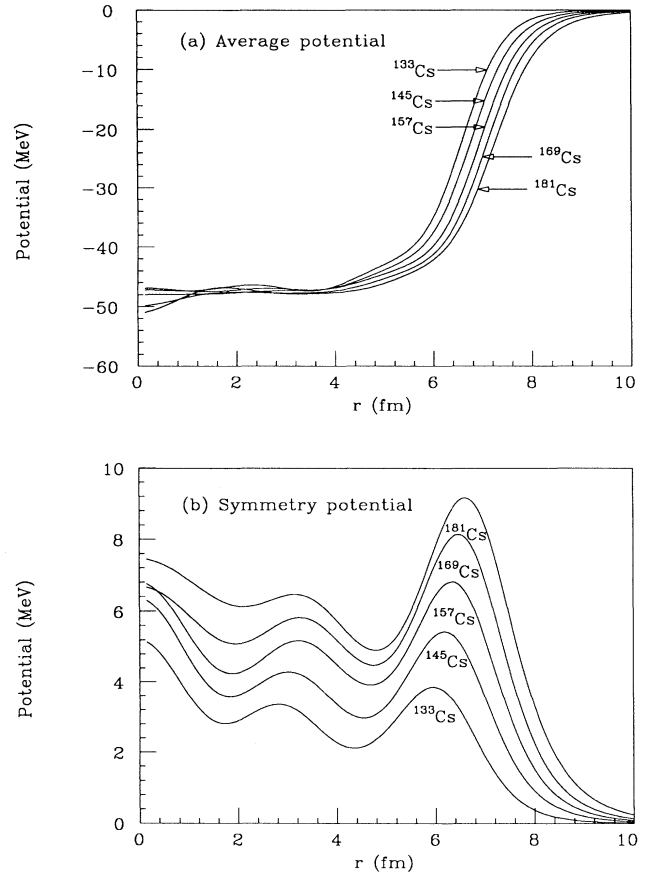 (a) Average potential
0
−10
−20
−30
−40
−50
−60
Potential (MeV)
¹³³Cs
¹⁴⁵Cs
¹⁵⁷Cs
¹⁶⁹Cs
¹⁸¹Cs
0 2 4 6 8 10
r (fm)
(b) Symmetry potential
10
8
6
4
2
0
Potential (MeV)
¹⁸¹Cs
¹⁶⁹Cs
¹⁵⁷Cs
¹⁴⁵Cs
¹³³Cs
0 2 4 6 8 10
r (fm)